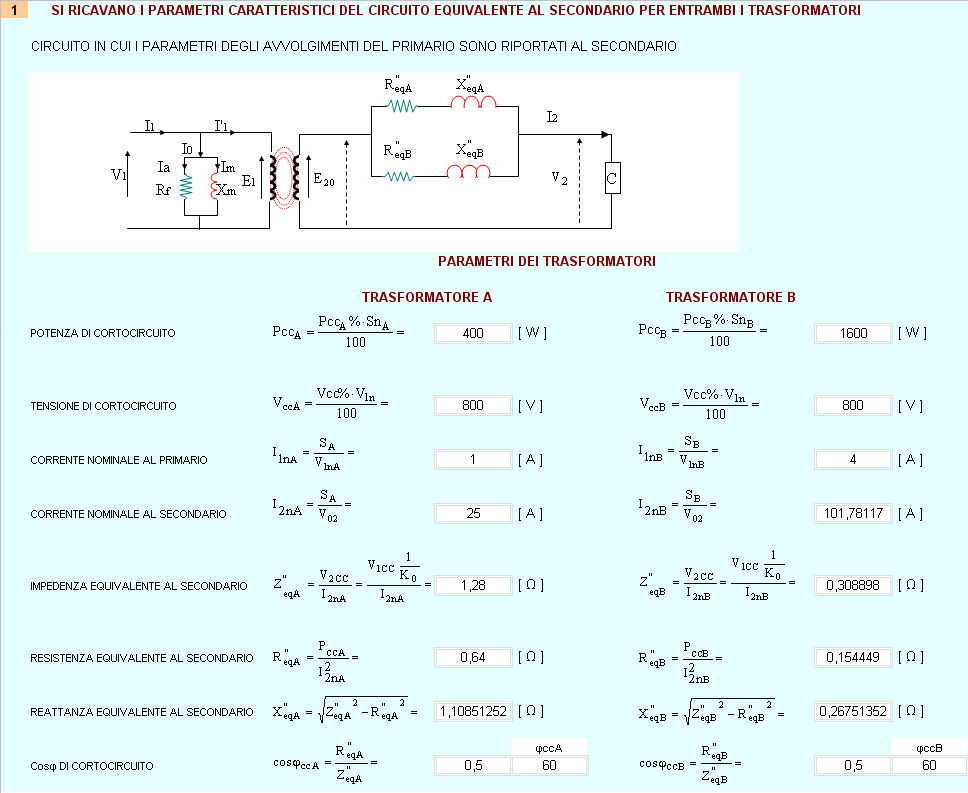 1 SI RICAVANO I PARAMETRI CARATTERISTICI DEL CIRCUITO EQUIVALENTE AL SECONDARIO PER ENTRAMBI I TRASFORMATORI
CIRCUITO IN CUI I PARAMETRI DEGLI AVVOLGIMENTI DEL PRIMARIO SONO RIPORTATI AL SECONDARIO
R"eqA X"eqA
I1 I'1 I2
I0 R"eqB X"eqB
Ia Im
V1 Rf Xm E1 E20 V2 C
PARAMETRI DEI TRASFORMATORI
TRASFORMATORE A TRASFORMATORE B
POTENZA DI CORTOCIRCUITO PccA = PccA%·SnA / 100 = 400 [ W ] PccB = PccB%·SnB / 100 = 1600 [ W ]
TENSIONE DI CORTOCIRCUITO VccA = Vcc%·V1n / 100 = 800 [ V ] VccB = Vcc%·V1n / 100 = 800 [ V ]
CORRENTE NOMINALE AL PRIMARIO I1nA = SA / V1nA = 1 [ A ] I1nB = SB / V1nB = 4 [ A ]
CORRENTE NOMINALE AL SECONDARIO I2nA = SA / V02 = 25 [ A ] I2nB = SB / V02 = 101,78117 [ A ]
IMPEDENZA EQUIVALENTE AL SECONDARIO Z"eqA = V2CC / I2nA = V1CC 1/K0 / I2nA = 1,28 [ Ω ] Z"eqB = V2CC / I2nB = V1CC 1/K0 / I2nB = 0,308898 [ Ω ]
RESISTENZA EQUIVALENTE AL SECONDARIO R"eqA = PccA / I²2nA = 0,64 [ Ω ] R"eqB = PccB / I²2nB = 0,154449 [ Ω ]
REATTANZA EQUIVALENTE AL SECONDARIO X"eqA = √(Z"eqA² − R"eqA²) = 1,10851252 [ Ω ] X"eqB = √(Z"eqB² − R"eqB²) = 0,26751352 [ Ω ]
φccA φccB
Cosφ DI CORTOCIRCUITO cosφccA = R"eqA / Z"eqA = 0,5 60 cosφccB = R"eqB / Z"eqB = 0,5 60